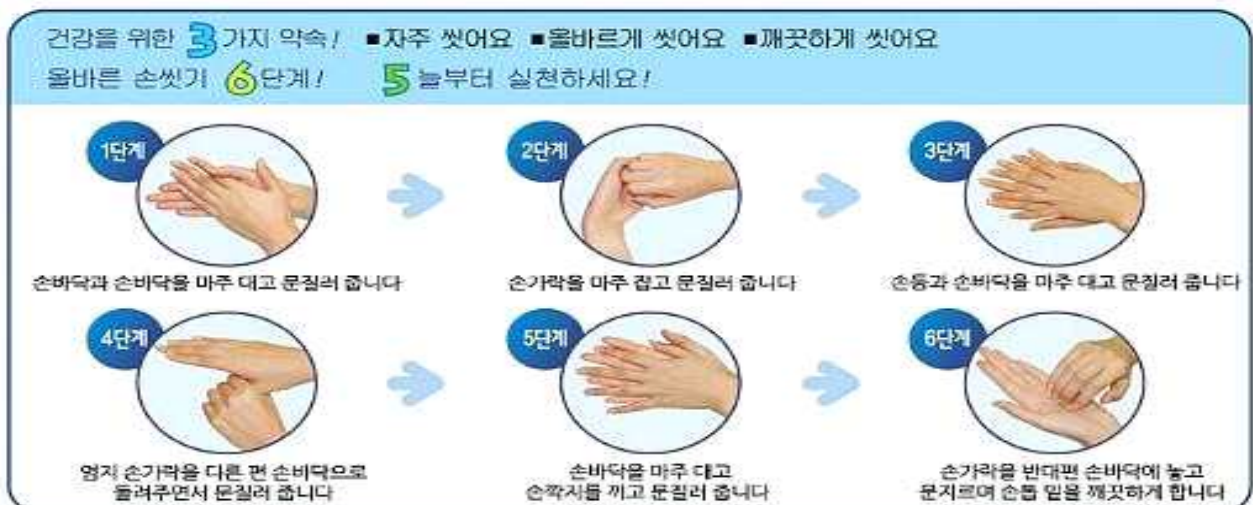 건강을 위한 3가지 약속! ■자주 씻어요 ■올바르게 씻어요 ■깨끗하게 씻어요
올바른 손씻기 6단계! 5늘부터 실천하세요!
1단계
손바닥과 손바닥을 마주 대고 문질러 줍니다
2단계
손가락을 마주 잡고 문질러 줍니다
3단계
손등과 손바닥을 마주 대고 문질러 줍니다
4단계
엄지 손가락을 다른 편 손바닥으로
돌려주면서 문질러 줍니다
5단계
손바닥을 마주 대고
손깍지를 끼고 문질러 줍니다
6단계
손가락을 반대편 손바닥에 놓고
문지르며 손톱 밑을 깨끗하게 합니다